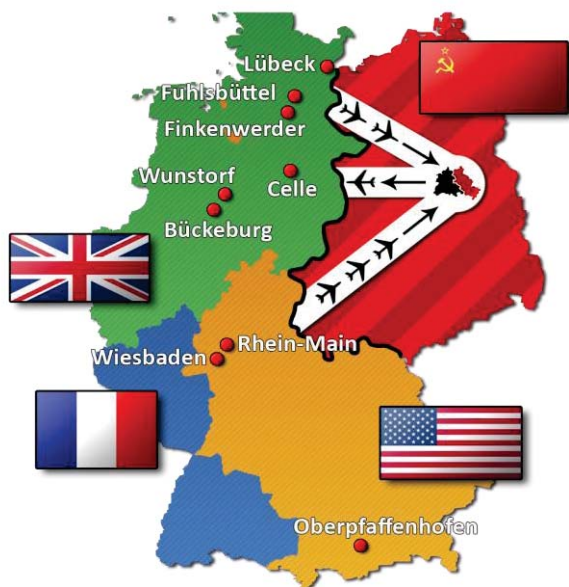 Lübeck
Fuhlsbüttel
Finkenwerder
Wunstorf
Celle
Bückeburg
Rhein-Main
Wiesbaden
Oberpfaffenhofen